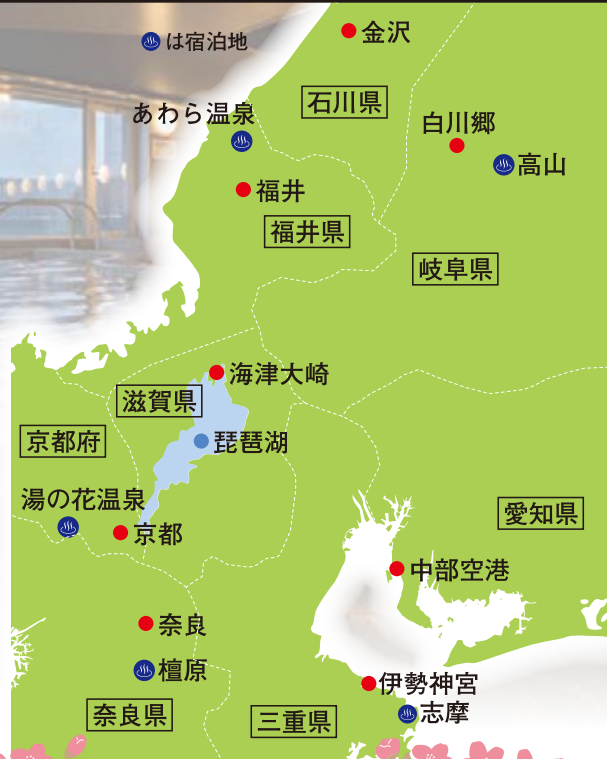 金沢
は宿泊地
石川県
あわら温泉
白川郷
高山
福井
福井県
岐阜県
海津大崎
滋賀県
京都府
琵琶湖
湯の花温泉
愛知県
京都
中部空港
奈良
檀原
伊勢神宮
志摩
奈良県
三重県